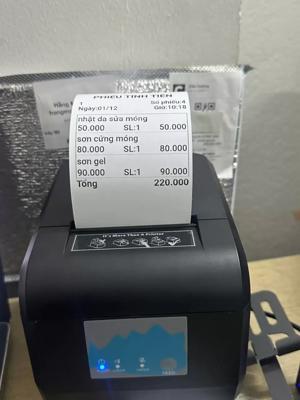 PHIẾU TÍNH TIỀN
1 Số phiếu:4
Ngày:01/12 Giờ:10:18
nhặt da sửa móng
50.000 SL:1 50.000
sơn cứng móng
80.000 SL:1 80.000
sơn gel
90.000 SL:1 90.000
Tổng 220.000
It's More Than A Printer